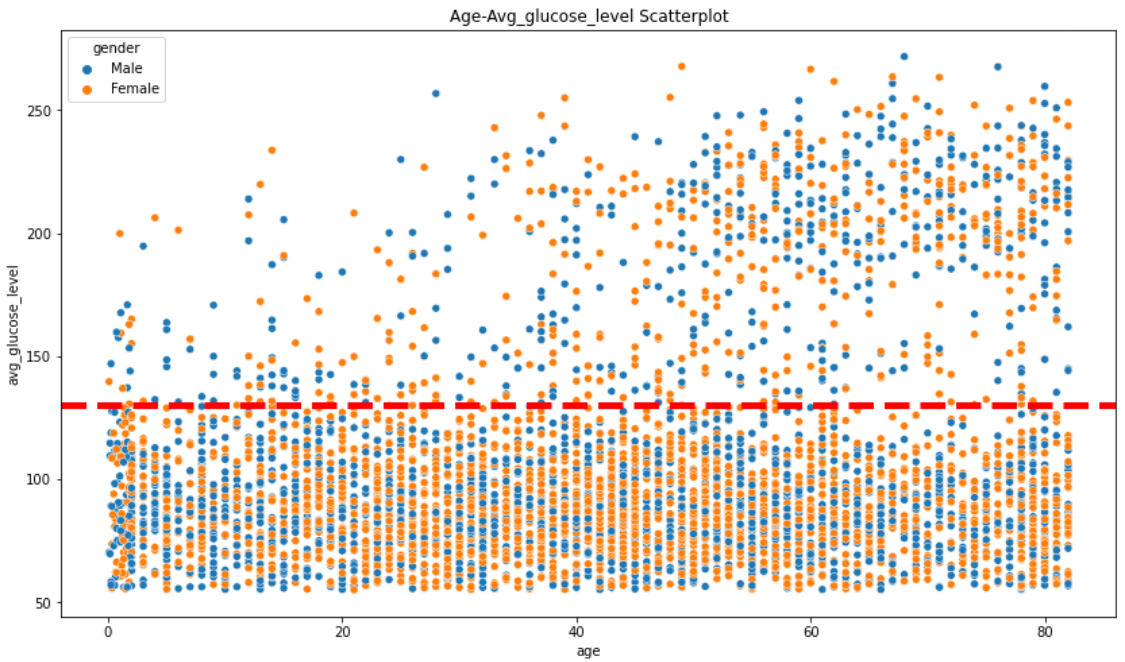 Age-Avg_glucose_level Scatterplot
gender
Male
Female
avg_glucose_level
250
200
150
100
50
0
20
40
60
80
age